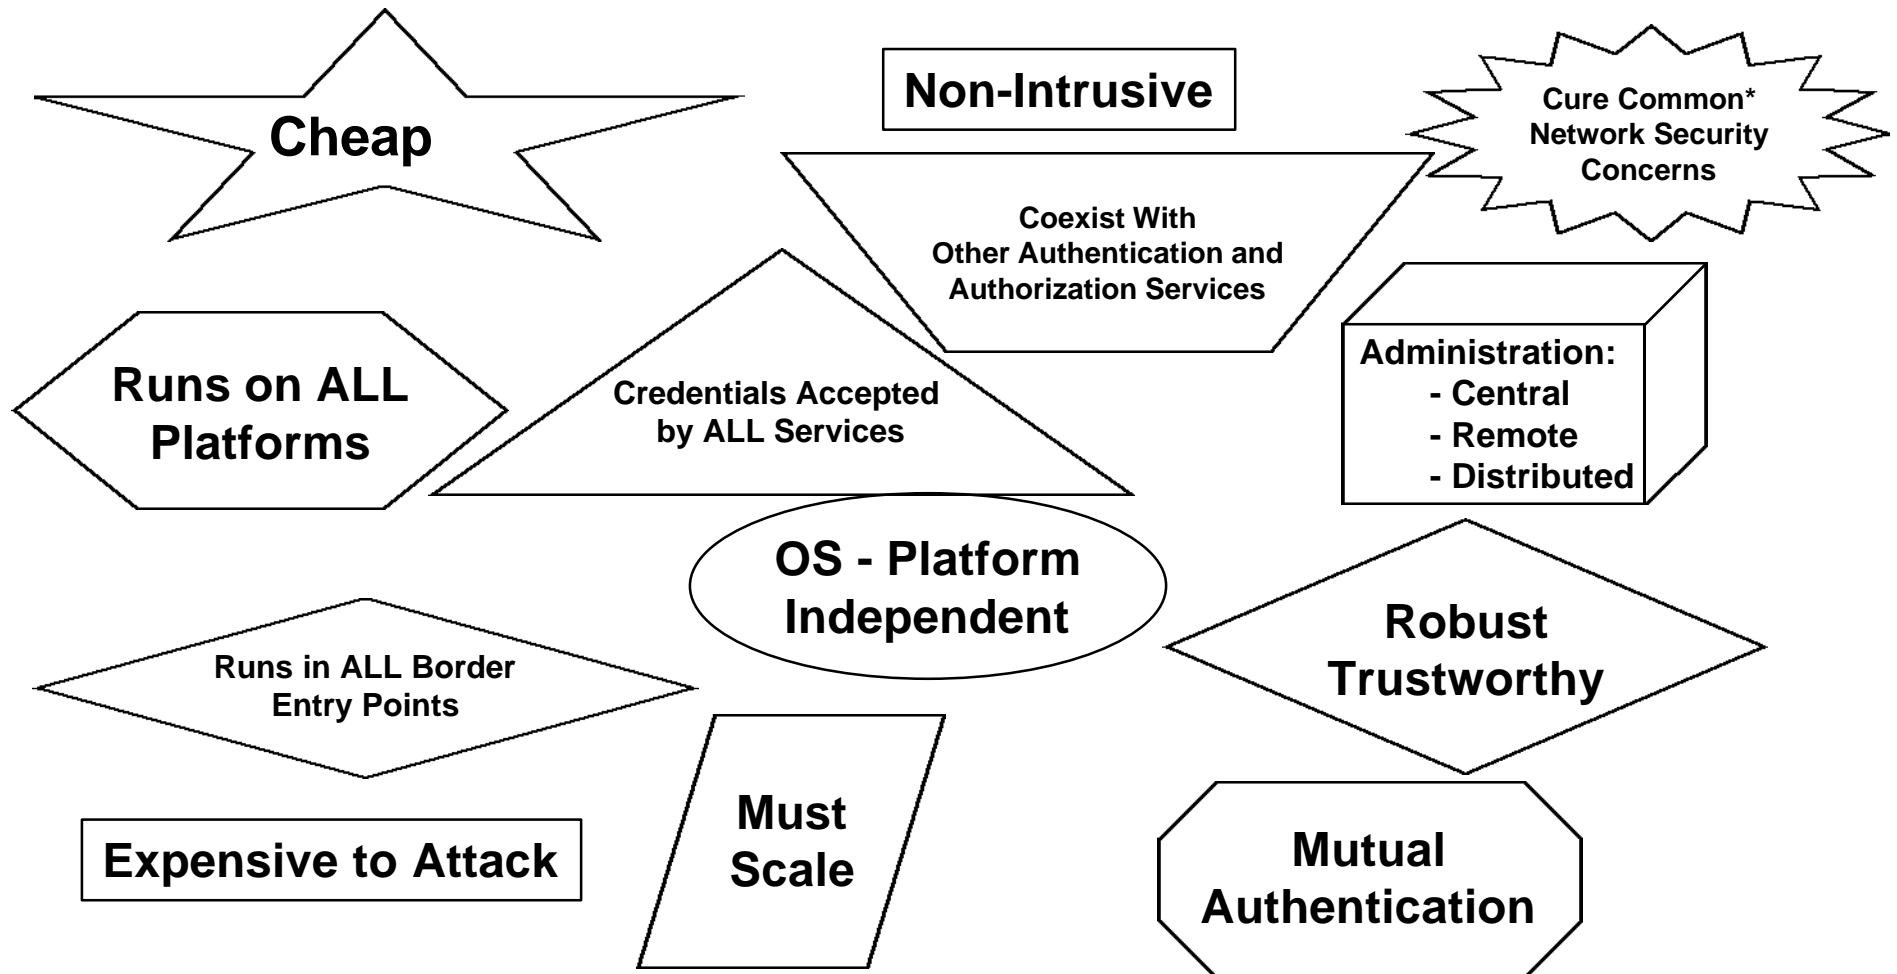 Cheap
Non-Intrusive
Cure Common*
Network Security
Concerns
Coexist With
Other Authentication and
Authorization Services
Runs on ALL
Platforms
Credentials Accepted
by ALL Services
Administration:
- Central
- Remote
- Distributed
OS - Platform
Independent
Robust
Trustworthy
Runs in ALL Border
Entry Points
Must
Scale
Expensive to Attack
Mutual
Authentication